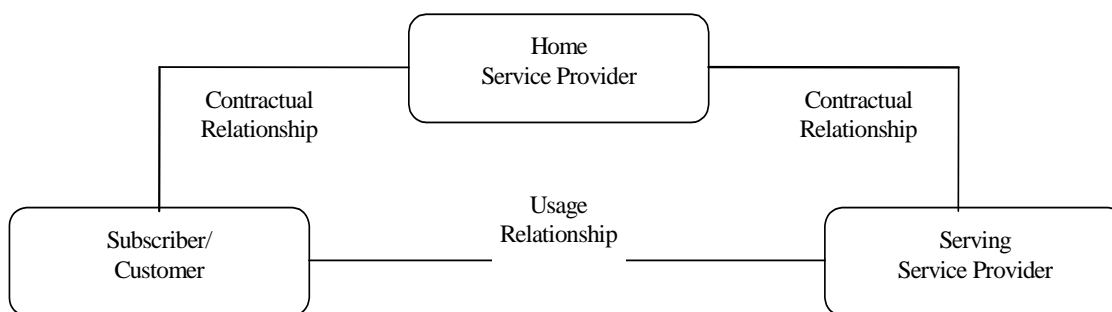 Home
Service Provider
Contractual
Relationship
Contractual
Relationship
Usage
Relationship
Subscriber/
Customer
Serving
Service Provider